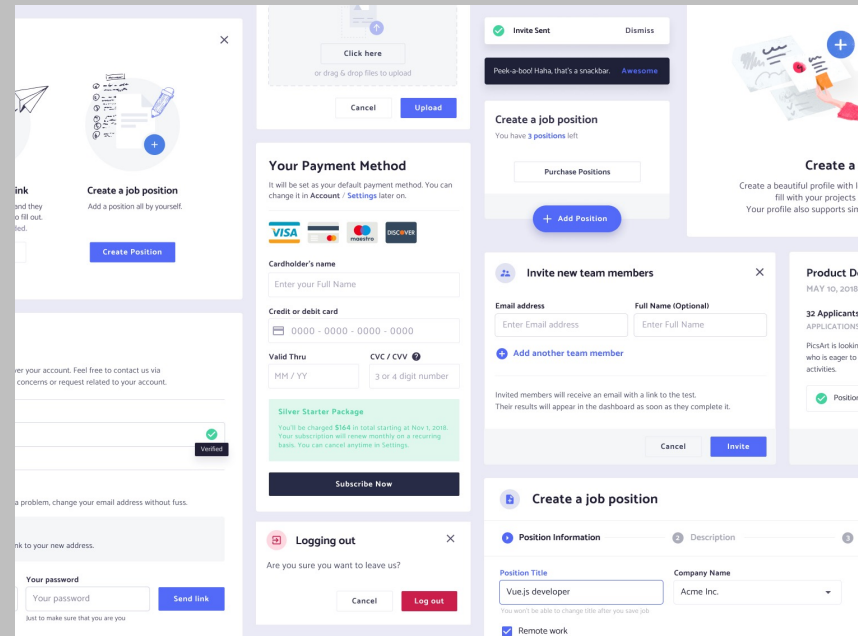 ink
and they
o fill out.
ded.
Create a job position
Add a position all by yourself.
Create Position
ver your account. Feel free to contact us via
concerns or request related to your account.
Verified
a problem, change your email address without fuss.
nk to your new address.
Your password
Your password
Send link
Just to make sure that you are you
Click here
or drag & drop files to upload
Cancel
Upload
Your Payment Method
It will be set as your default payment method. You can
change it in Account / Settings later on.
VISA
maestro
DISCOVER
Cardholder's name
Enter your Full Name
Credit or debit card
0000 - 0000 - 0000 - 0000
Valid Thru
CVC / CVV ?
MM / YY
3 or 4 digit number
Silver Starter Package
You'll be charged $164 in total starting at Nov 1, 2018.
Your subscription will renew monthly on a recurring
basis. You can cancel anytime in Settings.
Subscribe Now
Logging out
Are you sure you want to leave us?
Cancel
Log out
Invite Sent
Dismiss
Peek-a-boo! Haha, that's a snackbar.
Awesome
Create a job position
You have 3 positions left
Purchase Positions
+ Add Position
Create a
Create a beautiful profile with l
fill with your projects
Your profile also supports sin
Invite new team members
Email address
Full Name (Optional)
Enter Email address
Enter Full Name
Add another team member
Invited members will receive an email with a link to the test.
Their results will appear in the dashboard as soon as they complete it.
Cancel
Invite
Product De
MAY 10, 2018
32 Applicants
APPLICATIONS
PicsArt is lookin
who is eager to
activities.
Position
Create a job position
Position Information
2 Description
3
Position Title
Company Name
Vue.js developer
Acme Inc.
You won't be able to change title after you save job
Remote work